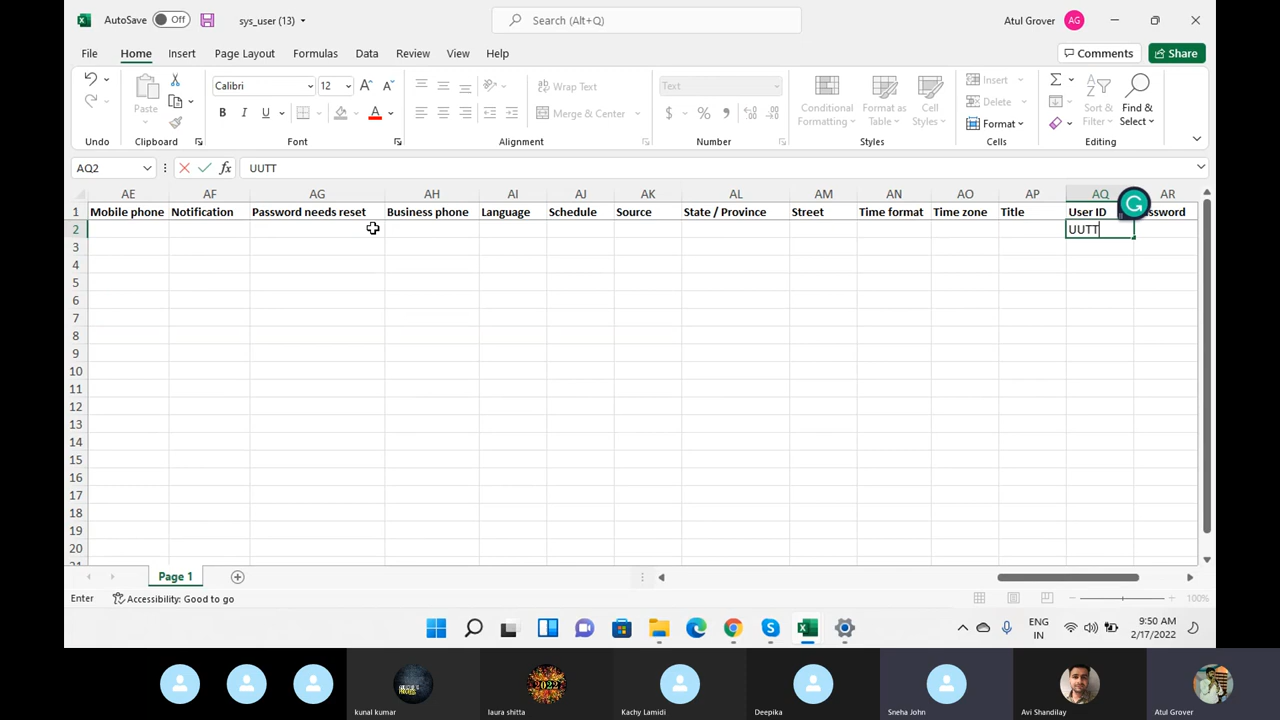 AutoSave Off sys_user (13) Search (Alt+Q) Atul Grover AG
File Home Insert Page Layout Formulas Data Review View Help Comments Share
Paste Calibri 12 Wrap Text Text Conditional Formatting Format as Table Cell Styles Insert Sort & Filter Find & Select
B I U A Merge & Center $ % Delete
Format
Undo Clipboard Font Alignment Number Styles Cells Editing
AQ2 fx UUTT
AE AF AG AH AI AJ AK AL AM AN AO AP AQ AR
1 Mobile phone Notification Password needs reset Business phone Language Schedule Source State / Province Street Time format Time zone Title User ID ssword
2 UUTT
3
4
5
6
7
8
9
10
11
12
13
14
15
16
17
18
19
20
Page 1
Enter Accessibility: Good to go 100%
ENG IN 9:50 AM 2/17/2022
2022
kunal kumar laura shitta Kachy Lamidi Deepika Sneha John Avi Shandilay Atul Grover